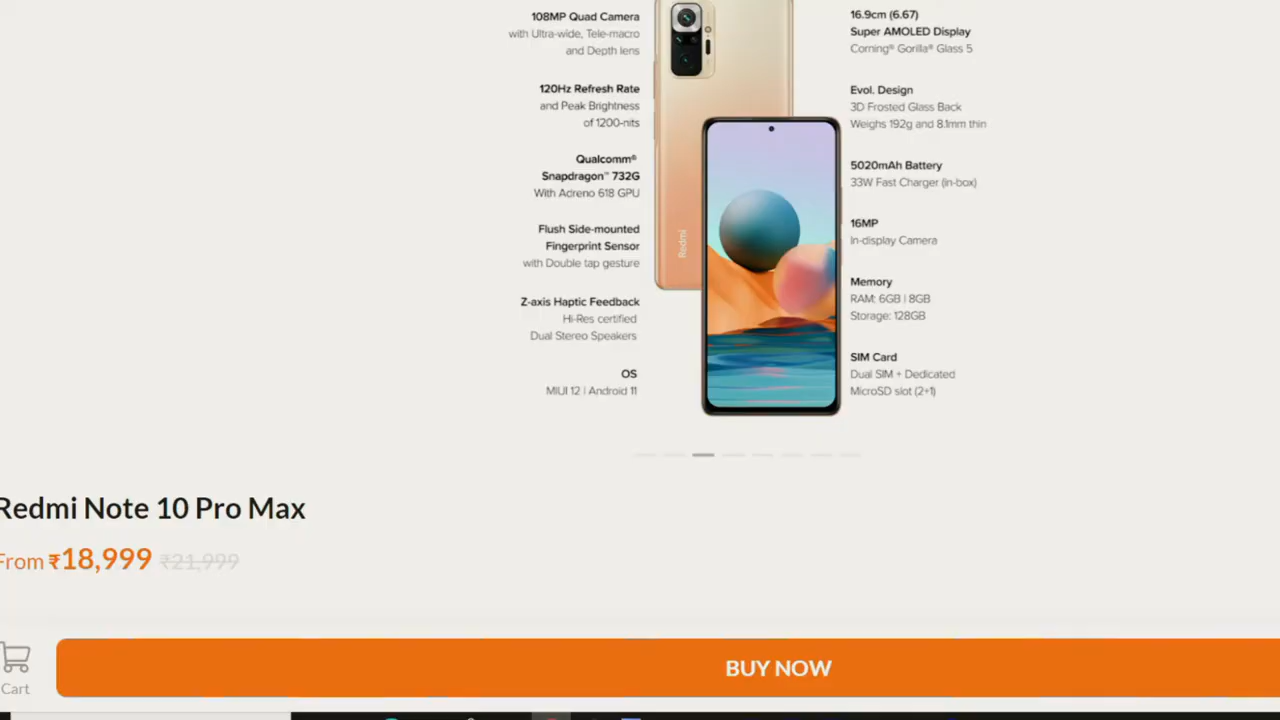 108MP Quad Camera
with Ultra-wide, Tele-macro
and Depth lens
120Hz Refresh Rate
and Peak Brightness
of 1200-nits
Qualcomm®
Snapdragon™ 732G
With Adreno 618 GPU
Flush Side-mounted
Fingerprint Sensor
with Double tap gesture
Z-axis Haptic Feedback
Hi-Res certified
Dual Stereo Speakers
OS
MIUI 12 | Android 11
Redmi
16.9cm (6.67)
Super AMOLED Display
Corning® Gorilla® Glass 5
Evol. Design
3D Frosted Glass Back
Weighs 192g and 8.1mm thin
5020mAh Battery
33W Fast Charger (in-box)
16MP
In-display Camera
Memory
RAM: 6GB | 8GB
Storage: 128GB
SIM Card
Dual SIM + Dedicated
MicroSD slot (2+1)
Redmi Note 10 Pro Max
From ₹18,999 ₹21,999
Cart
BUY NOW